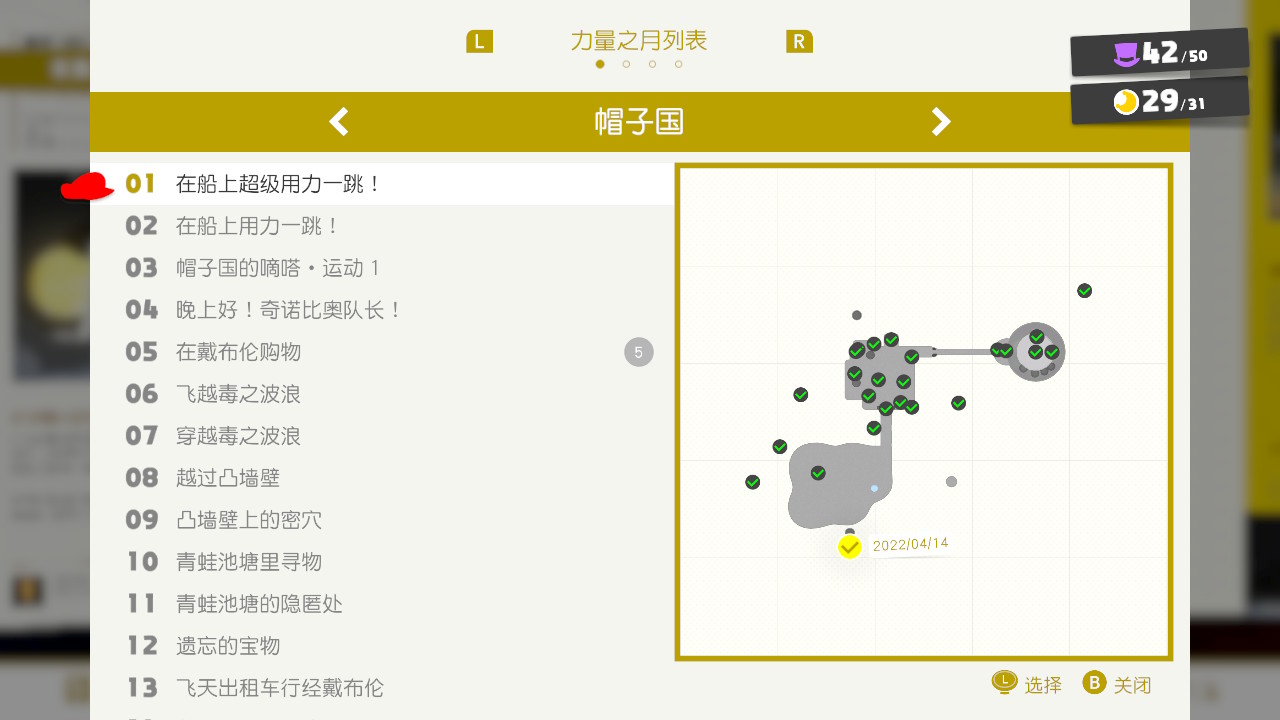 L 力量之月列表 R
42/50
29/31
帽子国
01 在船上超级用力一跳！
02 在船上用力一跳！
03 帽子国的嘀嗒・运动 1
04 晚上好！奇诺比奥队长！
05 在戴布伦购物 5
06 飞越毒之波浪
07 穿越毒之波浪
08 越过凸墙壁
09 凸墙壁上的密穴
10 青蛙池塘里寻物
11 青蛙池塘的隐匿处
12 遗忘的宝物
13 飞天出租车行经戴布伦
2022/04/14
L 选择 B 关闭